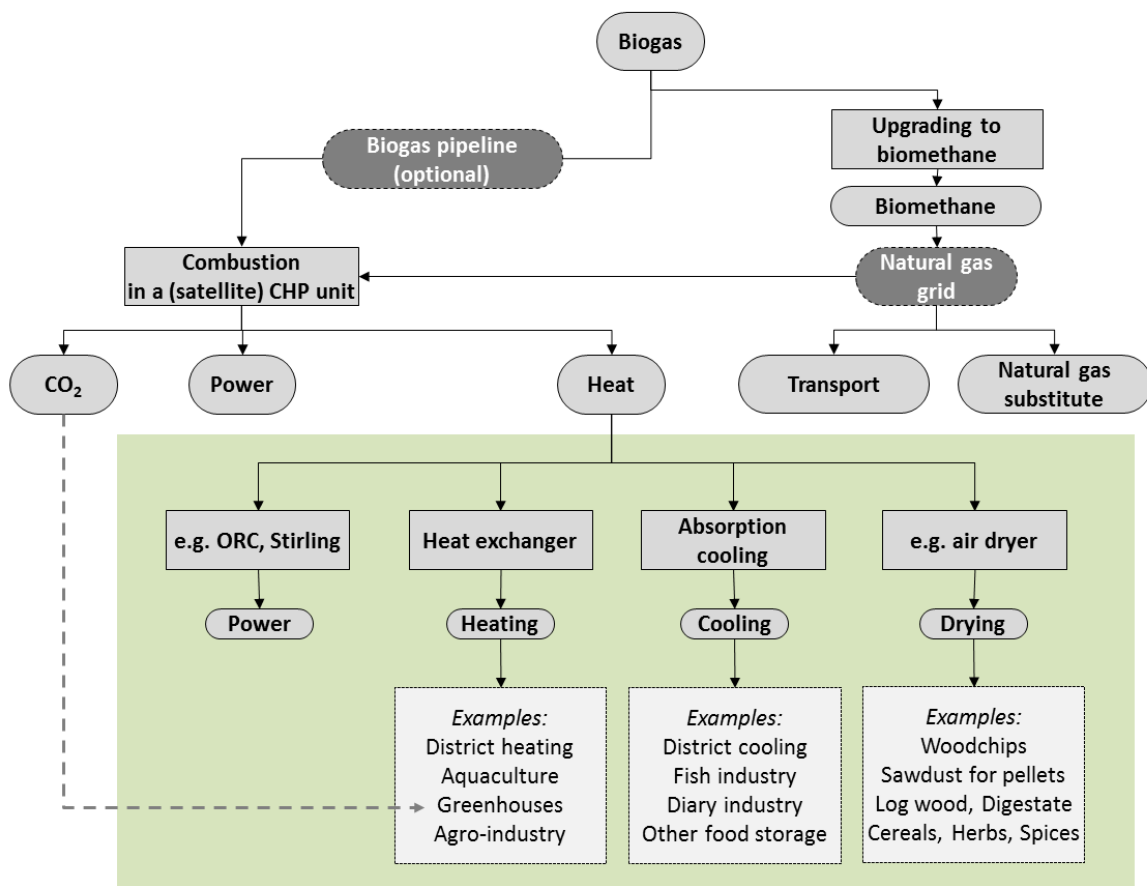 Biogas
Biogas pipeline
(optional)
Upgrading to
biomethane
Biomethane
Combustion
in a (satellite) CHP unit
Natural gas
grid
CO₂
Power
Heat
Transport
Natural gas
substitute
e.g. ORC, Stirling
Heat exchanger
Absorption
cooling
e.g. air dryer
Power
Heating
Cooling
Drying
Examples:
District heating
Aquaculture
Greenhouses
Agro-industry
Examples:
District cooling
Fish industry
Diary industry
Other food storage
Examples:
Woodchips
Sawdust for pellets
Log wood, Digestate
Cereals, Herbs, Spices